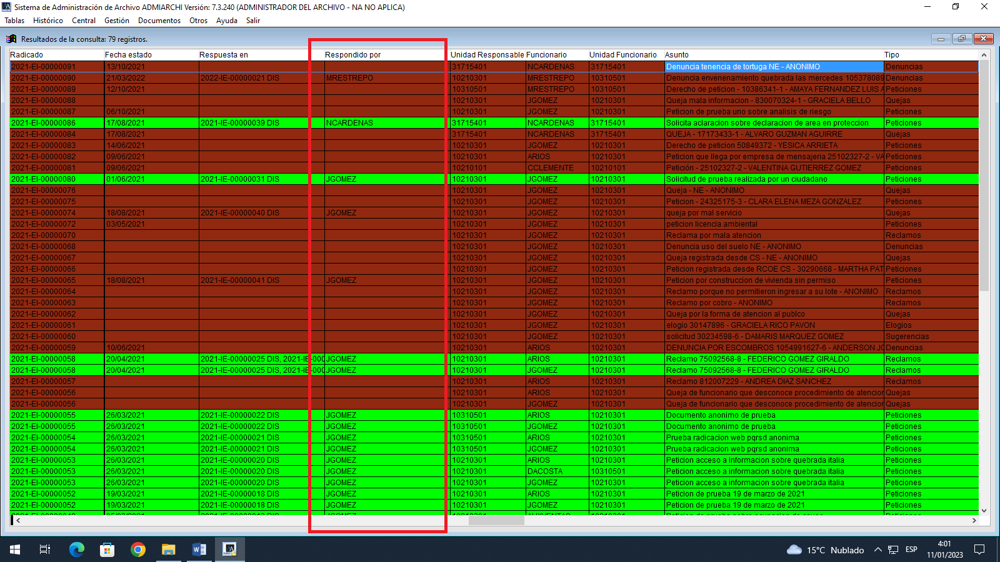 Sistema de Administración de Archivo ADMIARCHI Versión: 7.3.240 (ADMINISTRADOR DEL ARCHIVO - NA NO APLICA)
Tablas Histórico Central Gestión Documentos Otros Ayuda Salir
Resultados de la consulta: 79 registros.
Radicado Fecha estado Respuesta en Respondido por Unidad Responsable Funcionario Unidad Funcionario Asunto Tipo
2021-EI-00000091 13/10/2021 31715401 NCARDENAS 31715401 Denuncia tenencia de tortuga NE - ANONIMO Denuncias
2021-EI-00000090 21/03/2022 2022-IE-00000021 DIS MRESTREPO 10210301 MRESTREPO 10310501 Denuncia envenenamiento quebrada las mercedes 105378089 Denuncias
2021-EI-00000089 12/10/2021 10310501 MRESTREPO 10310501 Derecho de peticion - 10386341-1 - AMAYA FERNANDEZ LUIS A Peticiones
2021-EI-00000088 10210301 JGOMEZ 10210301 Queja mala informacion - 830070324-1 - GRACIELA BELLO Quejas
2021-EI-00000087 06/10/2021 10210301 JGOMEZ 10210301 Peticion de prueba uno sobre analisis de riesgo Peticiones
2021-EI-00000086 17/08/2021 2021-IE-00000039 DIS NCARDENAS 31715401 NCARDENAS 31715401 Solicita aclaracion sobre declaracion de area en proteccion Peticiones
2021-EI-00000084 17/08/2021 31715401 NCARDENAS 31715401 QUEJA - 17173433-1 - ALVARO GUZMAN AGUIRRE Quejas
2021-EI-00000083 14/06/2021 10210301 JGOMEZ 10210301 Derecho de peticion 50849372 - YESICA ARRIETA Peticiones
2021-EI-00000082 09/06/2021 10210301 ARIOS 10210301 Peticion que llega por empresa de mensajeria 25102327-2 - VA Peticiones
2021-EI-00000081 09/06/2021 10210101 CCLEMENTE 10210101 Petición - 25102327-2 - VALENTINA GUTIERREZ GOMEZ Peticiones
2021-EI-00000080 01/06/2021 2021-IE-00000031 DIS JGOMEZ 10210301 JGOMEZ 10210301 Solicitud de prueba realizada por un ciudadano Peticiones
2021-EI-00000076 10210301 JGOMEZ 10210301 Queja - NE - ANONIMO Quejas
2021-EI-00000075 10210301 JGOMEZ 10210301 Peticion - 24325175-3 - CLARA ELENA MEZA GONZALEZ Peticiones
2021-EI-00000074 18/08/2021 2021-IE-00000040 DIS JGOMEZ 10210301 JGOMEZ 10210301 queja por mal servicio Quejas
2021-EI-00000072 03/05/2021 10210301 JGOMEZ 10210301 peticion licencia ambiental Peticiones
2021-EI-00000070 10210301 JGOMEZ 10210301 Reclama por mala atencion Reclamos
2021-EI-00000068 10210301 JGOMEZ 10210301 Denuncia uso del suelo NE - ANONIMO Denuncias
2021-EI-00000067 10210301 JGOMEZ 10210301 Queja registrada desde CS - NE - ANONIMO Quejas
2021-EI-00000066 10210301 JGOMEZ 10210301 Peticion registrada desde RCOE CS - 30290668 - MARTHA PAT Peticiones
2021-EI-00000065 18/08/2021 2021-IE-00000041 DIS JGOMEZ 10210301 JGOMEZ 10210301 Peticion por construccion de vivienda sin permiso Peticiones
2021-EI-00000064 10210301 JGOMEZ 10210301 Reclamo porque no permitieron ingresar a su lote - ANONIMO Reclamos
2021-EI-00000063 10210301 JGOMEZ 10210301 Reclamo por cobro - ANONIMO Reclamos
2021-EI-00000062 10210301 JGOMEZ 10210301 Queja por la forma de atencion al publco Quejas
2021-EI-00000061 10210301 JGOMEZ 10210301 elogio 30147896 - GRACIELA RICO PAVON Elogios
2021-EI-00000060 10210301 JGOMEZ 10210301 solicitud 30234598-6 - DAMARIS MARQUEZ GOMEZ Sugerencias
2021-EI-00000059 10/06/2021 10210301 ARIOS 10210301 DENUNCIA POR ESCOMBROS 1054991627-6 - ANDERSON JO Denuncias
2021-EI-00000058 20/04/2021 2021-IE-00000025 DIS, 2021-IE-000 JGOMEZ 10210301 ARIOS 10210301 Reclamo 75092568-8 - FEDERICO GOMEZ GIRALDO Reclamos
2021-EI-00000058 20/04/2021 2021-IE-00000025 DIS, 2021-IE-000 JGOMEZ 10210301 JGOMEZ 10210301 Reclamo 75092568-8 - FEDERICO GOMEZ GIRALDO Reclamos
2021-EI-00000057 10210301 ARIOS 10210301 Reclamo 812007229 - ANDREA DIAZ SANCHEZ Reclamos
2021-EI-00000056 10210301 ARIOS 10210301 Queja de funcionario que desconoce procedimiento de atencion Quejas
2021-EI-00000056 10210301 JGOMEZ 10210301 Queja de funcionario que desconoce procedimiento de atencion Quejas
2021-EI-00000055 26/03/2021 2021-IE-00000022 DIS JGOMEZ 10310501 ARIOS 10210301 Documento anonimo de prueba Peticiones
2021-EI-00000055 26/03/2021 2021-IE-00000022 DIS JGOMEZ 10310501 JGOMEZ 10210301 Documento anonimo de prueba Peticiones
2021-EI-00000054 26/03/2021 2021-IE-00000021 DIS JGOMEZ 10310501 ARIOS 10210301 Prueba radicacion web pqrsd anonima Peticiones
2021-EI-00000054 26/03/2021 2021-IE-00000021 DIS JGOMEZ 10310501 JGOMEZ 10210301 Prueba radicacion web pqrsd anonima Peticiones
2021-EI-00000053 26/03/2021 2021-IE-00000020 DIS JGOMEZ 10210301 ARIOS 10210301 Peticion acceso a informacion sobre quebrada italia Peticiones
2021-EI-00000053 26/03/2021 2021-IE-00000020 DIS JGOMEZ 10210301 DACOSTA 10310501 Peticion acceso a informacion sobre quebrada italia Peticiones
2021-EI-00000053 26/03/2021 2021-IE-00000020 DIS JGOMEZ 10210301 JGOMEZ 10210301 Peticion acceso a informacion sobre quebrada italia Peticiones
2021-EI-00000052 19/03/2021 2021-IE-00000018 DIS JGOMEZ 10210301 ARIOS 10210301 Peticion de prueba 19 de marzo de 2021 Peticiones
2021-EI-00000052 19/03/2021 2021-IE-00000018 DIS JGOMEZ 10210301 JGOMEZ 10210301 Peticion de prueba 19 de marzo de 2021 Peticiones
15°C Nublado ESP 4:01
11/01/2023